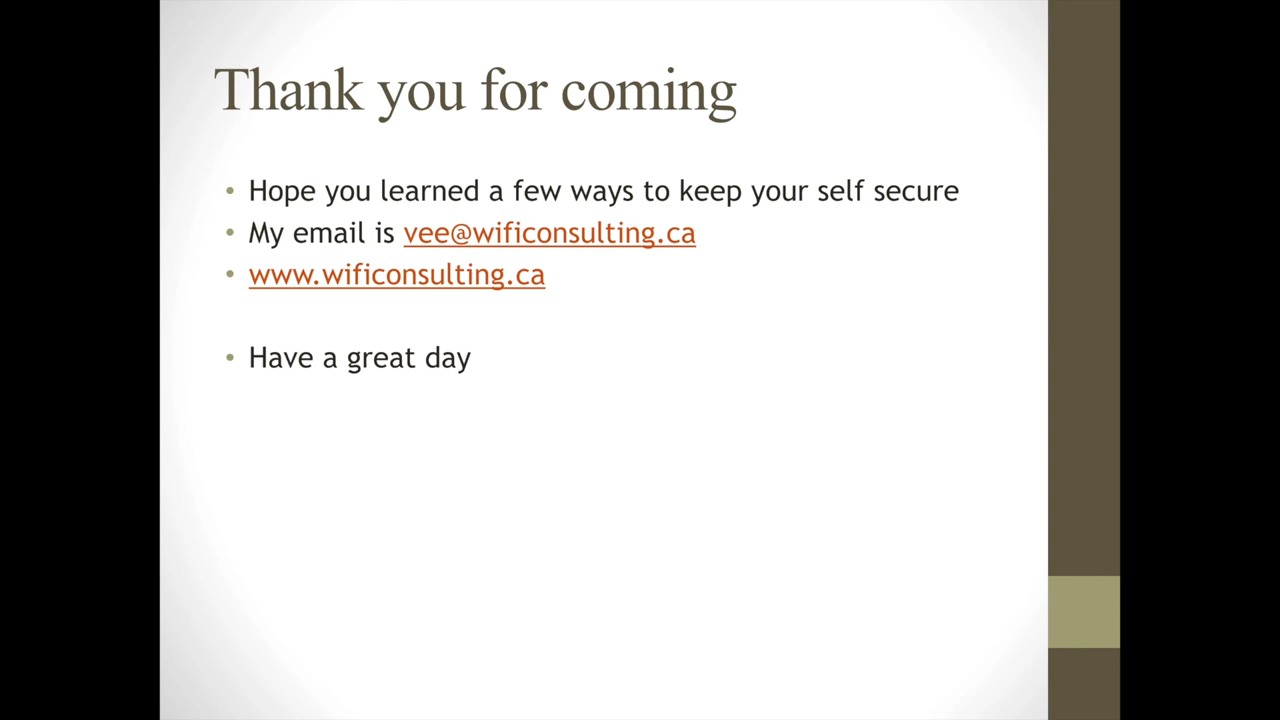 Thank you for coming
• Hope you learned a few ways to keep your self secure
• My email is vee@wificonsulting.ca
• www.wificonsulting.ca
• Have a great day